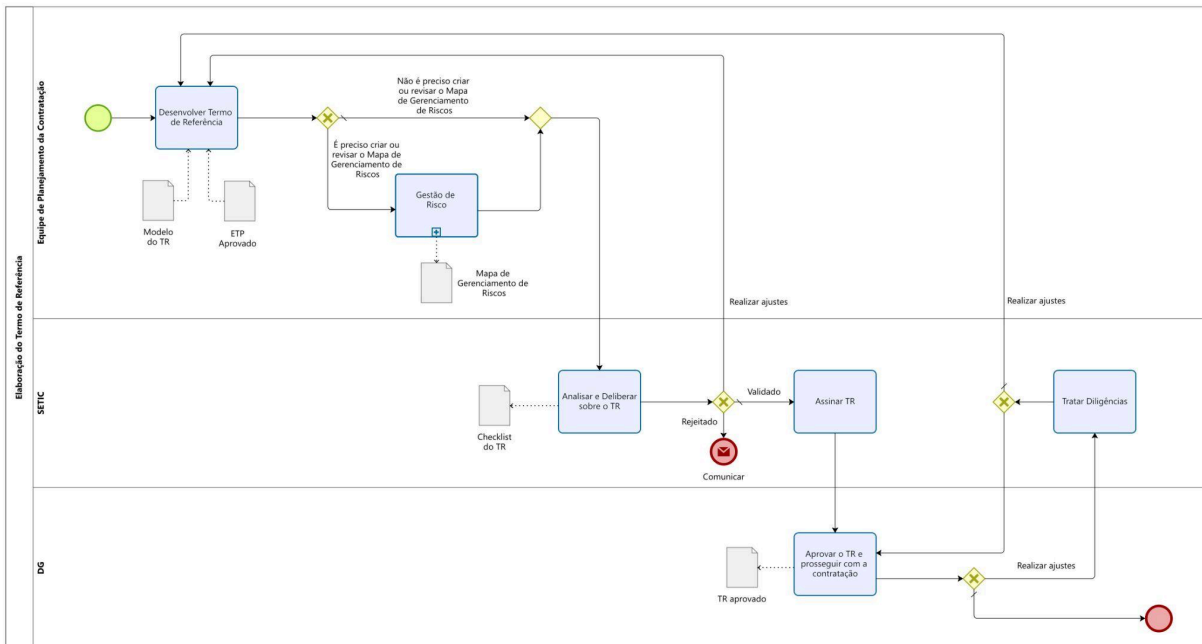 Elaboração do Termo de Referência
Equipe de Planejamento da Contratação
Desenvolver Termo
de Referência
Modelo
do TR
ETP
Aprovado
Não é preciso criar
ou revisar o Mapa
de Gerenciamento
de Riscos
É preciso criar ou
revisar o Mapa de
Gerenciamento de
Riscos
Gestão de
Risco
Mapa de
Gerenciamento de
Riscos
Realizar ajustes
Realizar ajustes
SETIC
Checklist
do TR
Analisar e Deliberar
sobre o TR
Validado
Rejeitado
Comunicar
Assinar TR
Tratar Diligências
DG
TR aprovado
Aprovar o TR e
prosseguir com a
contratação
Realizar ajustes